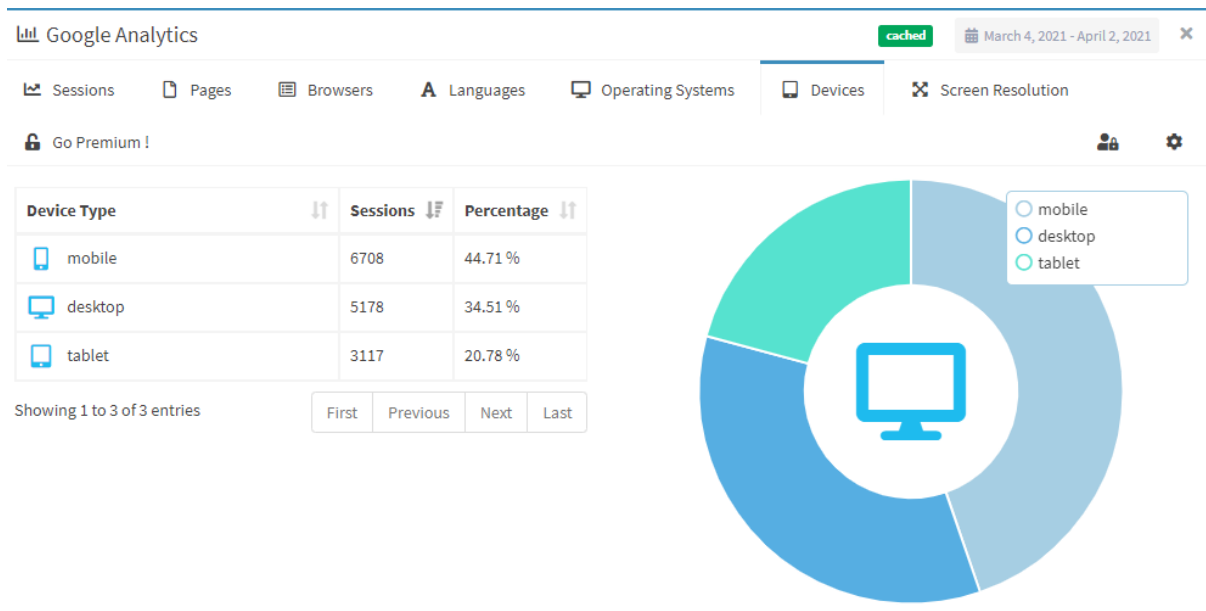 Google Analytics cached March 4, 2021 - April 2, 2021
Sessions Pages Browsers Languages Operating Systems Devices Screen Resolution
Go Premium !
Device Type Sessions Percentage
mobile 6708 44.71 %
desktop 5178 34.51 %
tablet 3117 20.78 %
Showing 1 to 3 of 3 entries First Previous Next Last
mobile
desktop
tablet